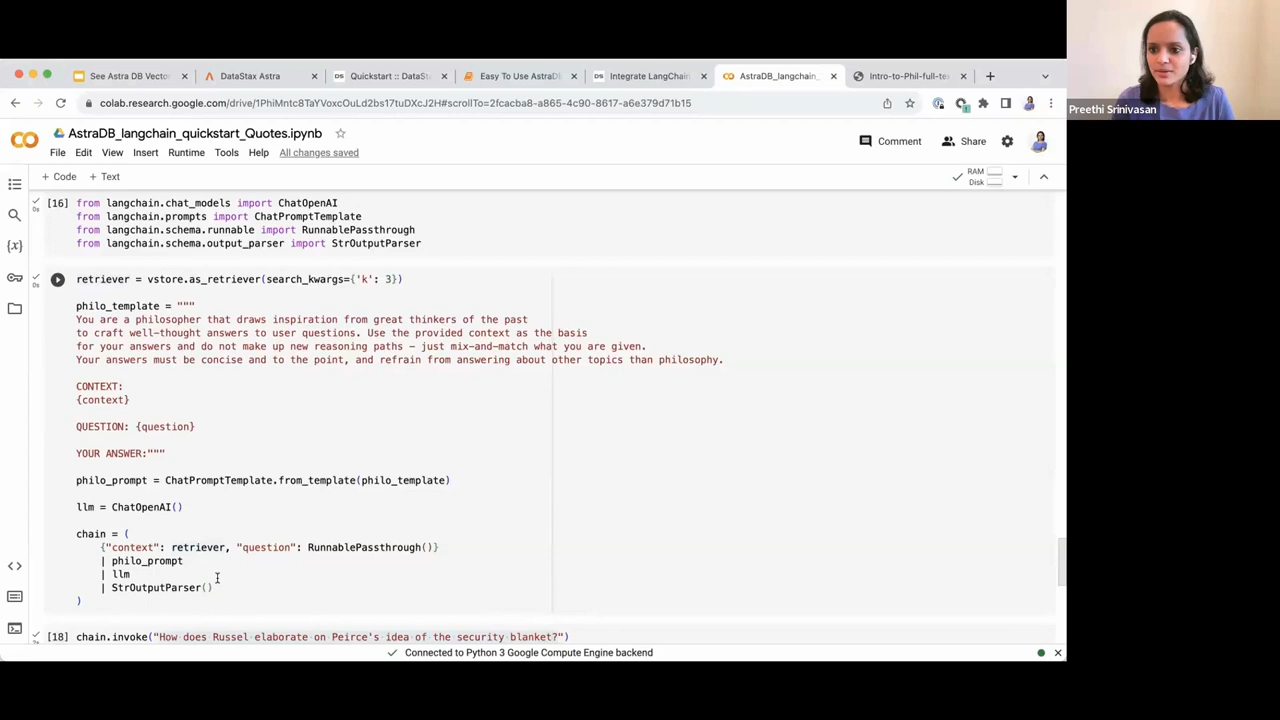 See Astra DB Vector
DataStax Astra
Quickstart :: DataSta
Easy To Use AstraDB
Integrate LangChain
AstraDB_langchain_
Intro-to-Phil-full-te
colab.research.google.com/drive/1PhiMntc8TaYVoxcOuLd2bs17tuDXcJ2H#scrollTo=2fcacba8-a865-4c90-8617-a6e379d71b15
Preethi Srinivasan
AstraDB_langchain_quickstart_Quotes.ipynb
File Edit View Insert Runtime Tools Help All changes saved
Comment
Share
+ Code + Text
RAM
Disk
[16] from langchain.chat_models import ChatOpenAI
0s
from langchain.prompts import ChatPromptTemplate
from langchain.schema.runnable import RunnablePassthrough
from langchain.schema.output_parser import StrOutputParser
retriever = vstore.as_retriever(search_kwargs={'k': 3})
0s
philo_template = """
You are a philosopher that draws inspiration from great thinkers of the past
to craft well-thought answers to user questions. Use the provided context as the basis
for your answers and do not make up new reasoning paths - just mix-and-match what you are given.
Your answers must be concise and to the point, and refrain from answering about other topics than philosophy.
CONTEXT:
{context}
QUESTION: {question}
YOUR ANSWER:"""
philo_prompt = ChatPromptTemplate.from_template(philo_template)
llm = ChatOpenAI()
chain = (
{"context": retriever, "question": RunnablePassthrough()}
| philo_prompt
| llm
| StrOutputParser()
)
[18] chain.invoke("How does Russel elaborate on Peirce's idea of the security blanket?")
Connected to Python 3 Google Compute Engine backend